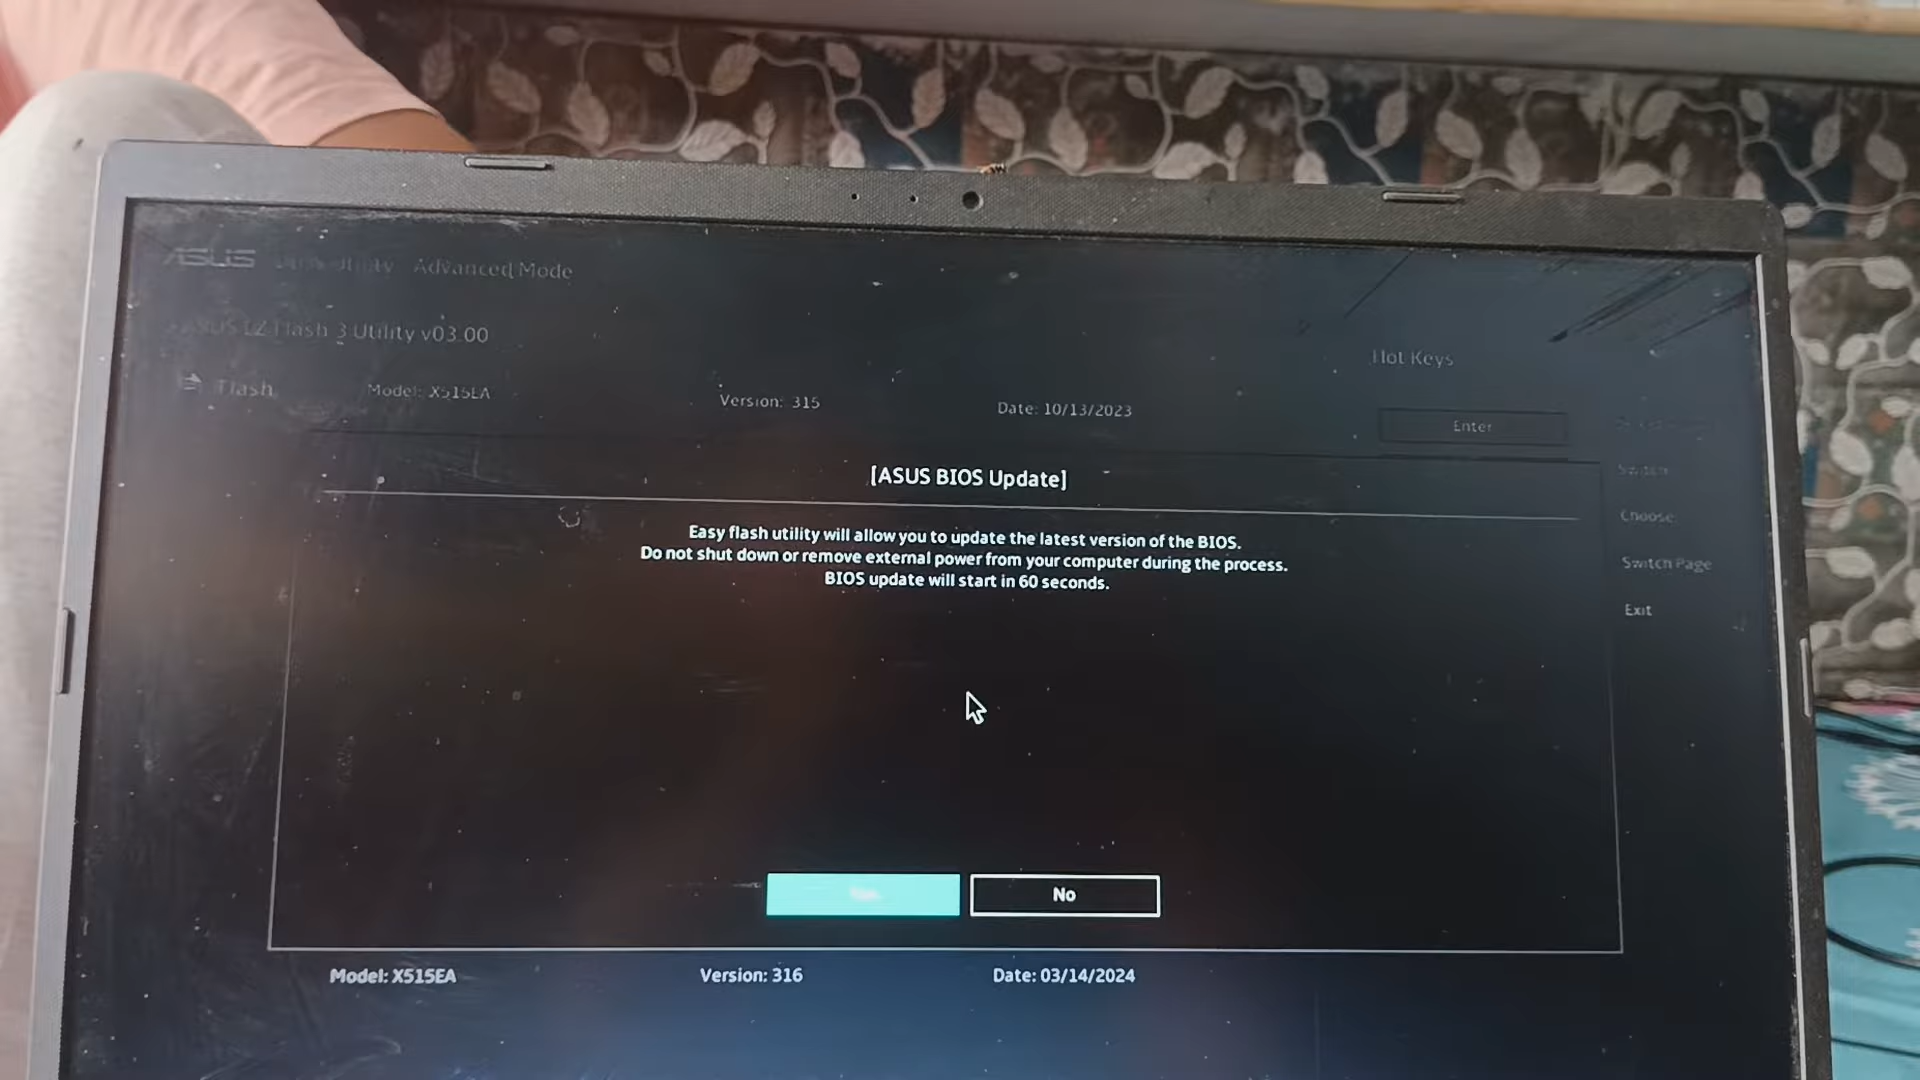 ASUS Advanced Mode
ASUS EZ Flash 3 Utility v03.00
Hot Keys
Flash
Model: X515EA
Version: 315
Date: 10/13/2023
Enter
Switch
[ASUS BIOS Update]
Choose
Easy flash utility will allow you to update the latest version of the BIOS.
Do not shut down or remove external power from your computer during the process.
Switch Page
BIOS update will start in 60 seconds.
Exit
No
Model: X515EA
Version: 316
Date: 03/14/2024